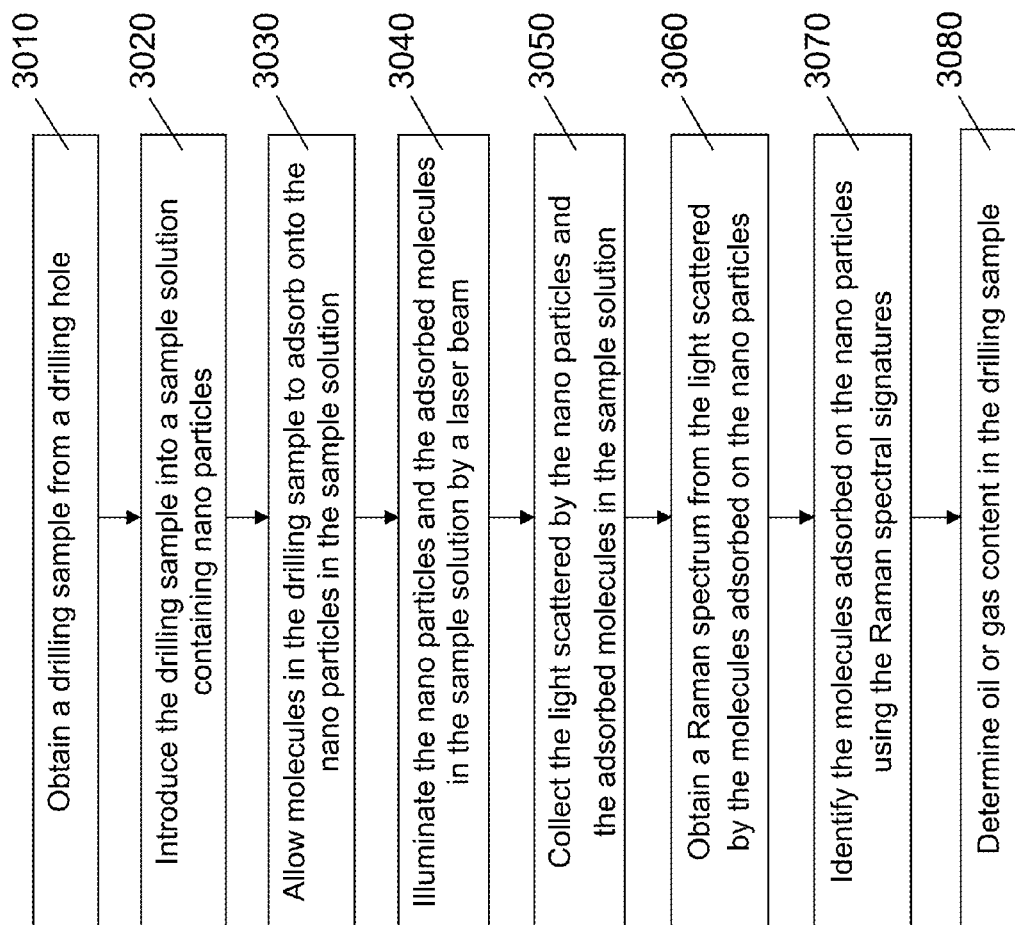 Obtain a drilling sample from a drilling hole
3010
Introduce the drilling sample into a sample solution
containing nano particles
3020
Allow molecules in the drilling sample to adsorb onto the
nano particles in the sample solution
3030
Illuminate the nano particles and the adsorbed molecules
in the sample solution by a laser beam
3040
Collect the light scattered by the nano particles and
the adsorbed molecules in the sample solution
3050
Obtain a Raman spectrum from the light scattered
by the molecules adsorbed on the nano particles
3060
Identify the molecules adsorbed on the nano particles
using the Raman spectral signatures
3070
Determine oil or gas content in the drilling sample
3080